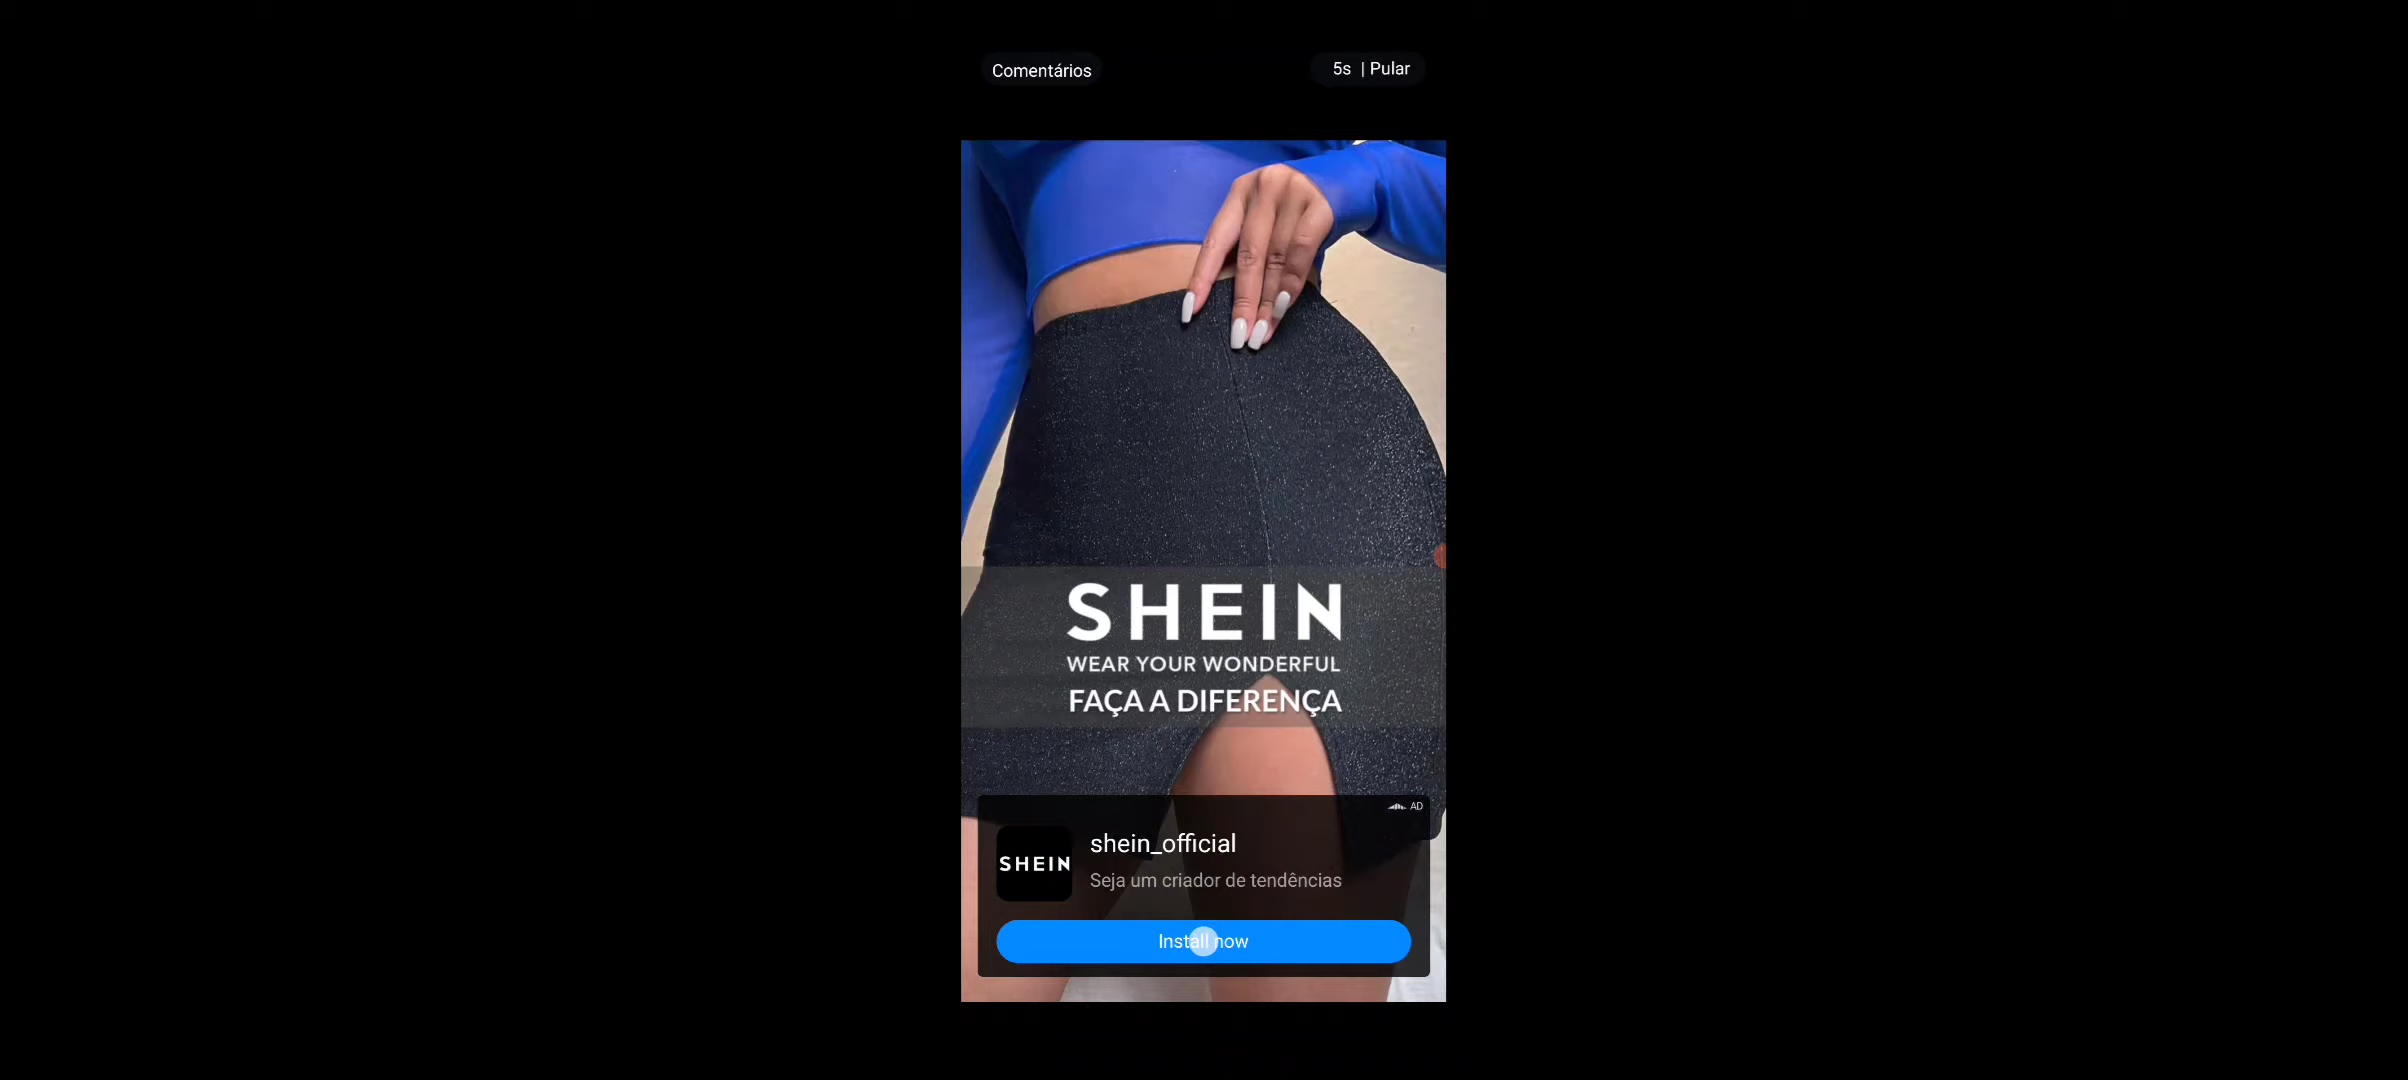 Comentários
5s | Pular
SHEIN
WEAR YOUR WONDERFUL
FAÇA A DIFERENÇA
AD
shein_official
SHEIN
Seja um criador de tendências
Install now